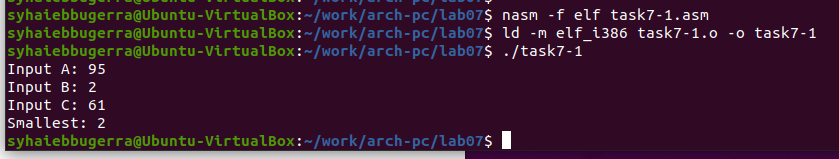 syhaiebbugerra@Ubuntu-VirtualBox:~/work/arch-pc/lab07$ nasm -f elf task7-1.asm
syhaiebbugerra@Ubuntu-VirtualBox:~/work/arch-pc/lab07$ ld -m elf_i386 task7-1.o -o task7-1
syhaiebbugerra@Ubuntu-VirtualBox:~/work/arch-pc/lab07$ ./task7-1
Input A: 95
Input B: 2
Input C: 61
Smallest: 2
syhaiebbugerra@Ubuntu-VirtualBox:~/work/arch-pc/lab07$